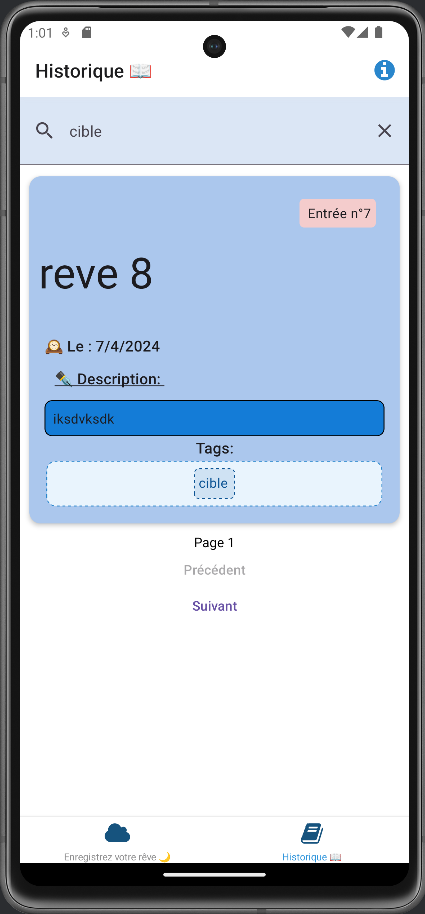 1:01
Historique 📖
cible
Entrée n°7
reve 8
🕰️ Le : 7/4/2024
✒️ Description:
iksdvksdk
Tags:
cible
Page 1
Précédent
Suivant
Enregistrez votre rêve 🌙
Historique 📖